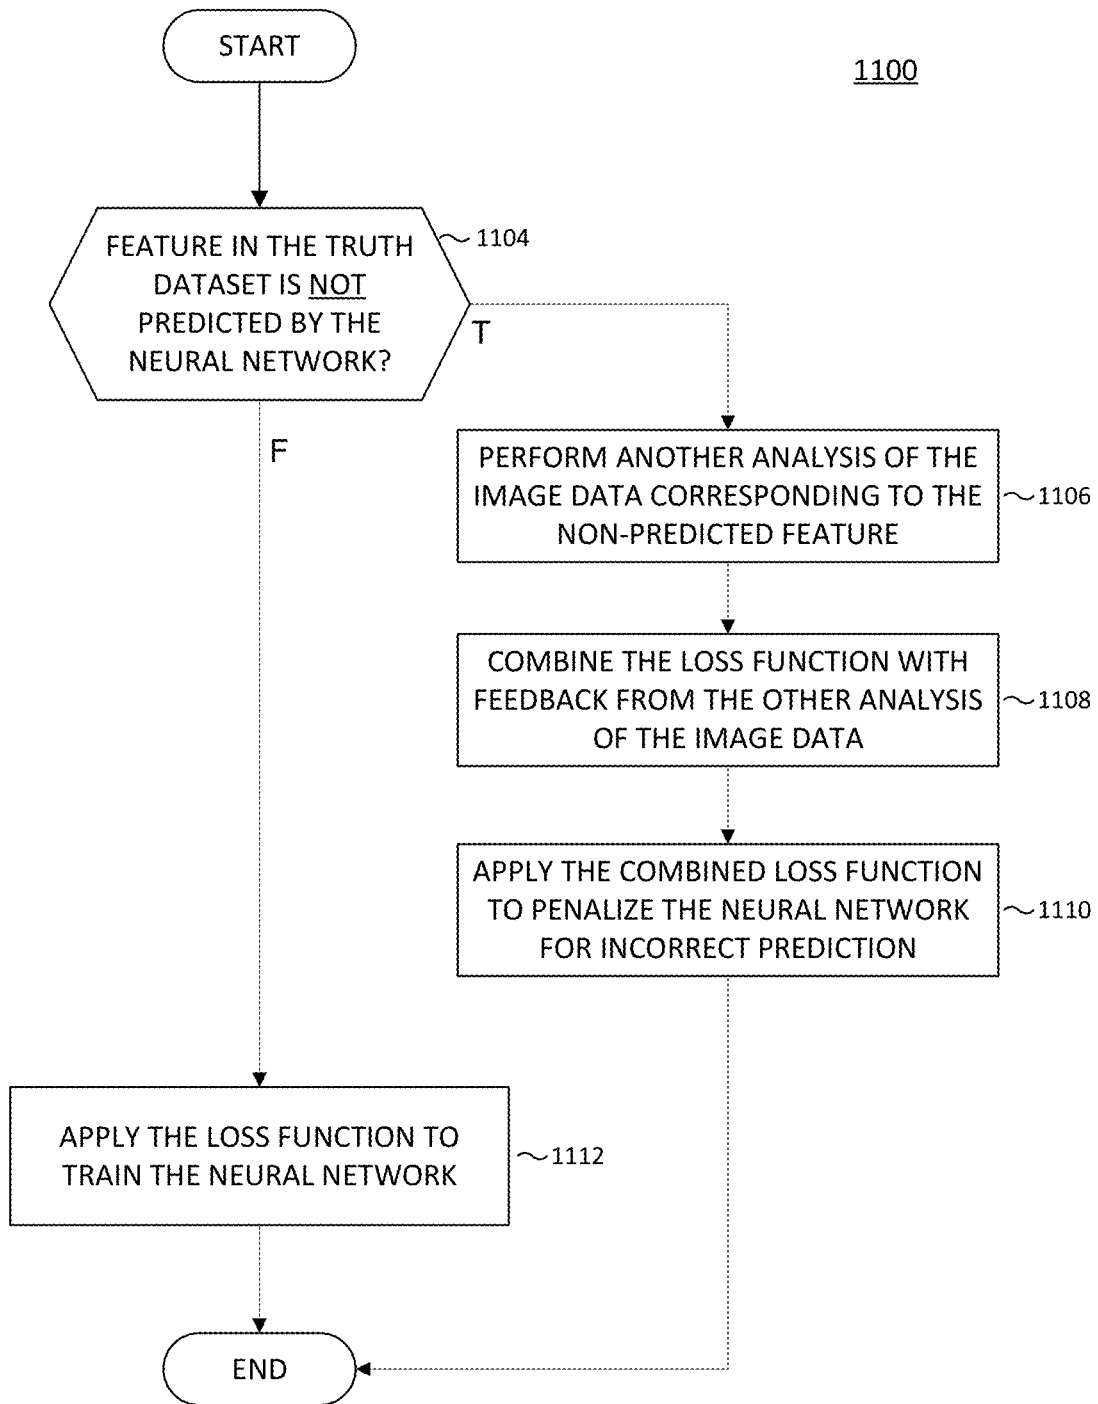 START
1100
FEATURE IN THE TRUTH
DATASET IS NOT
PREDICTED BY THE
NEURAL NETWORK?
1104
T
F
PERFORM ANOTHER ANALYSIS OF THE
IMAGE DATA CORRESPONDING TO THE
NON-PREDICTED FEATURE
1106
COMBINE THE LOSS FUNCTION WITH
FEEDBACK FROM THE OTHER ANALYSIS
OF THE IMAGE DATA
1108
APPLY THE COMBINED LOSS FUNCTION
TO PENALIZE THE NEURAL NETWORK
FOR INCORRECT PREDICTION
1110
APPLY THE LOSS FUNCTION TO
TRAIN THE NEURAL NETWORK
1112
END